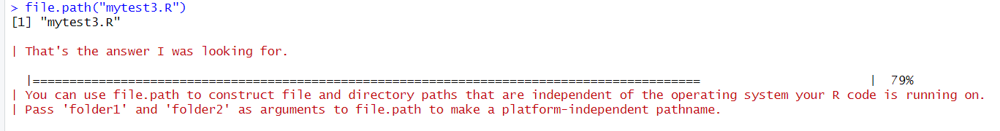 > file.path("mytest3.R")
[1] "mytest3.R"
| That's the answer I was looking for.
|=========================================================================================== | 79%
| You can use file.path to construct file and directory paths that are independent of the operating system your R code is running on.
| Pass 'folder1' and 'folder2' as arguments to file.path to make a platform-independent pathname.